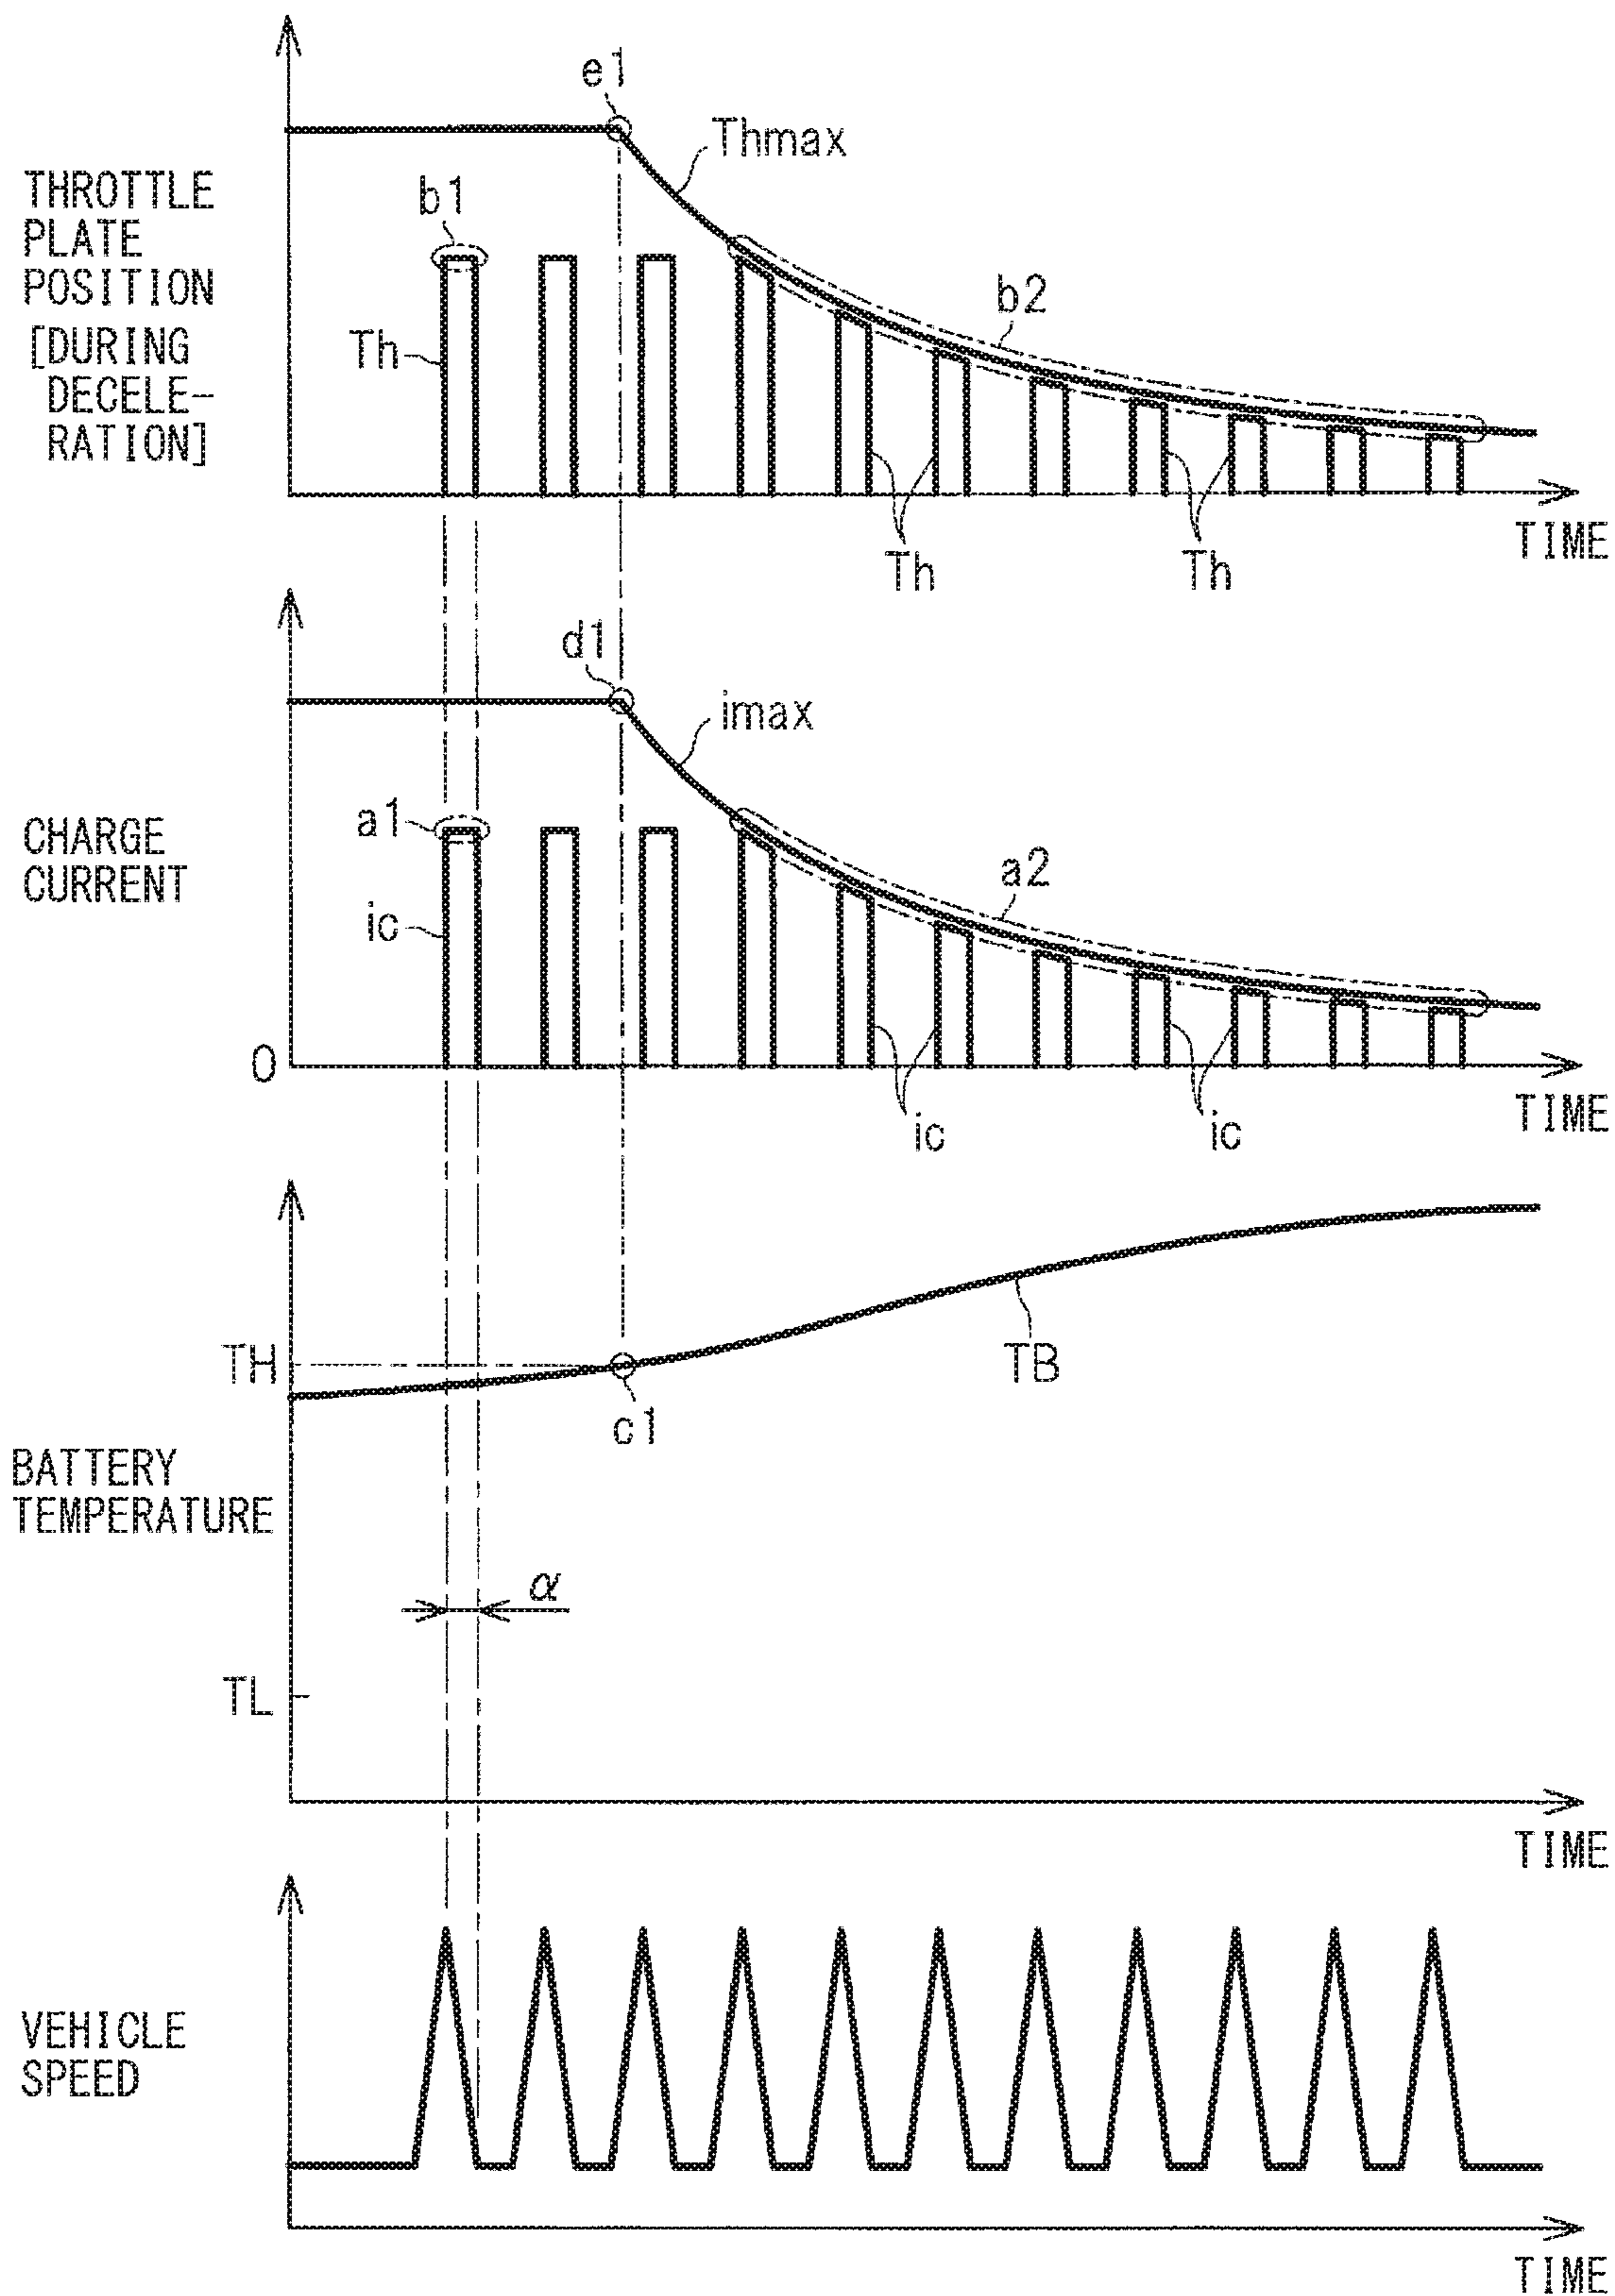 e1
Thmax
THROTTLE
PLATE
POSITION
[DURING
DECELE-
RATION]
b1
b2
Th
Th
Th
TIME
d1
imax
CHARGE
CURRENT
a1
a2
ic
0
ic
ic
TIME
TH
TB
c1
BATTERY
TEMPERATURE
α
TL
TIME
VEHICLE
SPEED
TIME